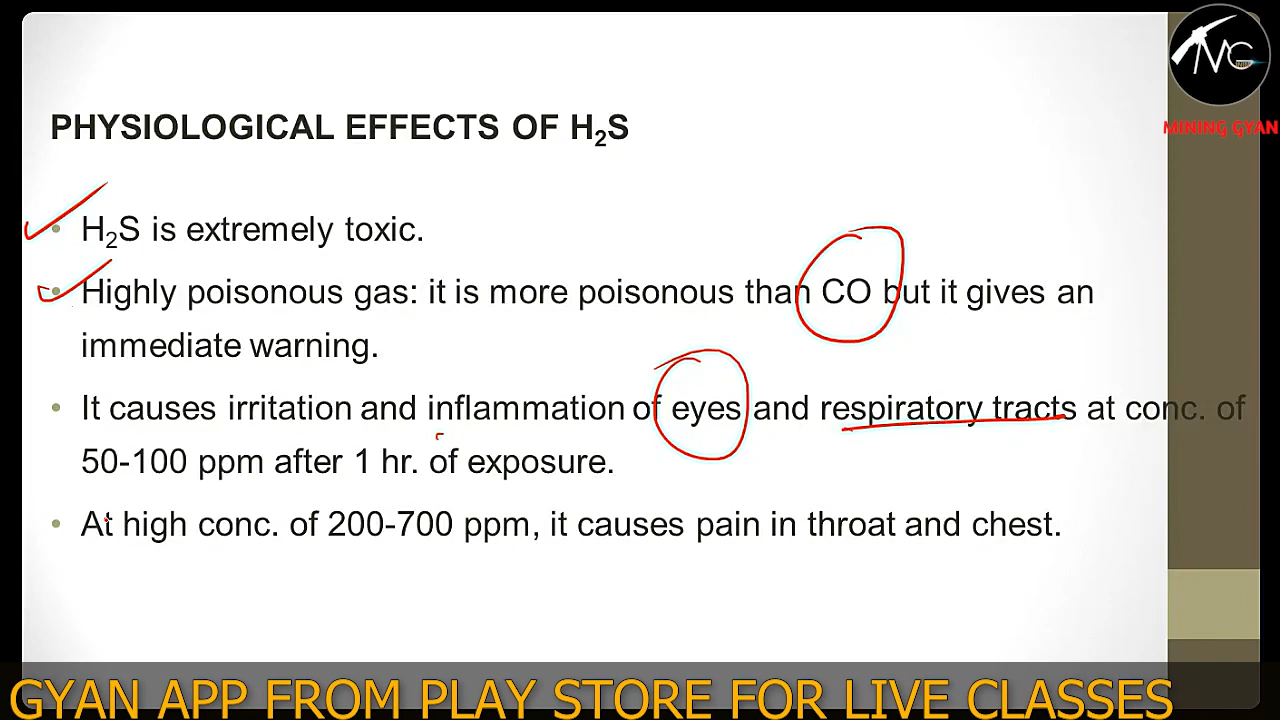 MG
MINING GYAN
PHYSIOLOGICAL EFFECTS OF H₂S
• H₂S is extremely toxic.
• Highly poisonous gas: it is more poisonous than CO but it gives an
immediate warning.
• It causes irritation and inflammation of eyes and respiratory tracts at conc. of
50-100 ppm after 1 hr. of exposure.
• At high conc. of 200-700 ppm, it causes pain in throat and chest.
GYAN APP FROM PLAY STORE FOR LIVE CLASSES